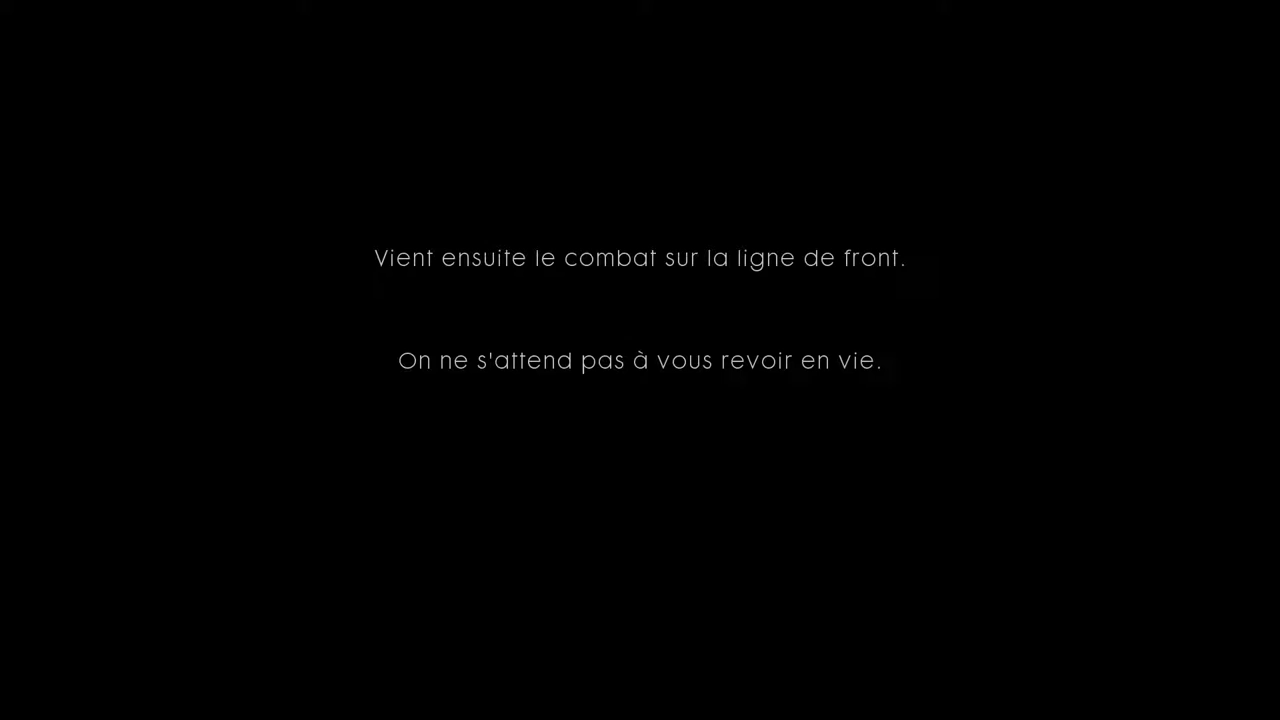 Vient ensuite le combat sur la ligne de front.
On ne s'attend pas à vous revoir en vie.